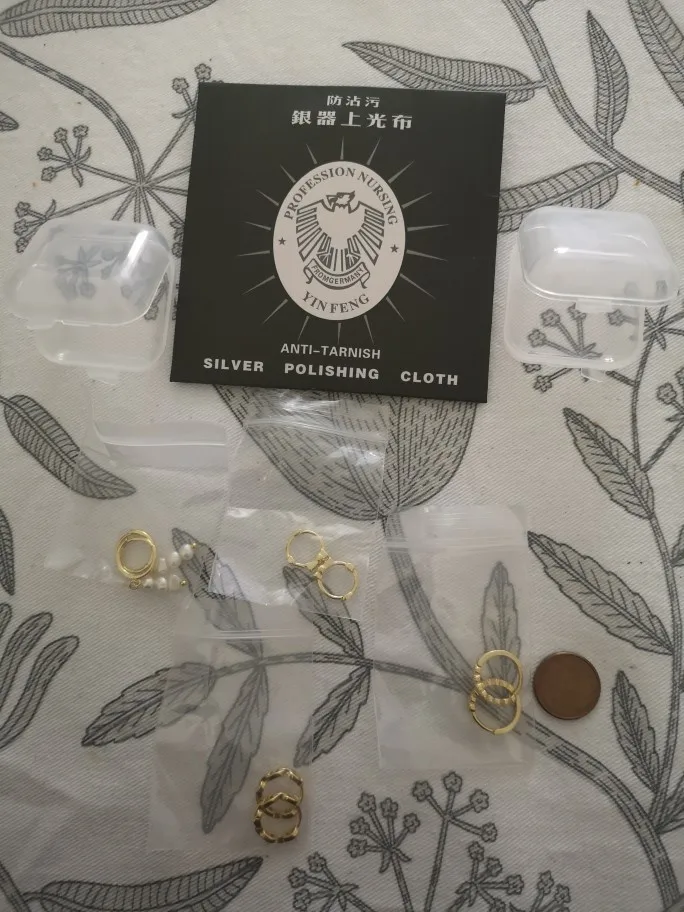 防沾污
銀器上光布
PROFESSION NURSING
FROMGERMANY
YIN FENG
ANTI-TARNISH
SILVER POLISHING CLOTH